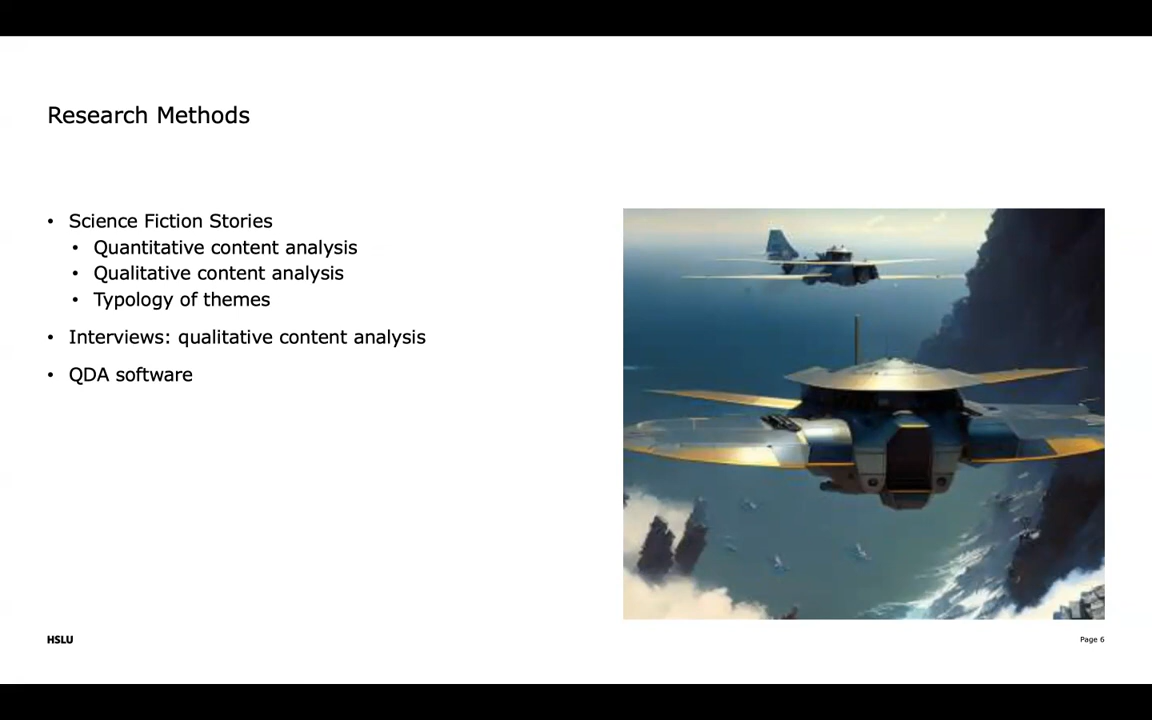 Research Methods
• Science Fiction Stories
• Quantitative content analysis
• Qualitative content analysis
• Typology of themes
• Interviews: qualitative content analysis
• QDA software
HSLU
Page 6